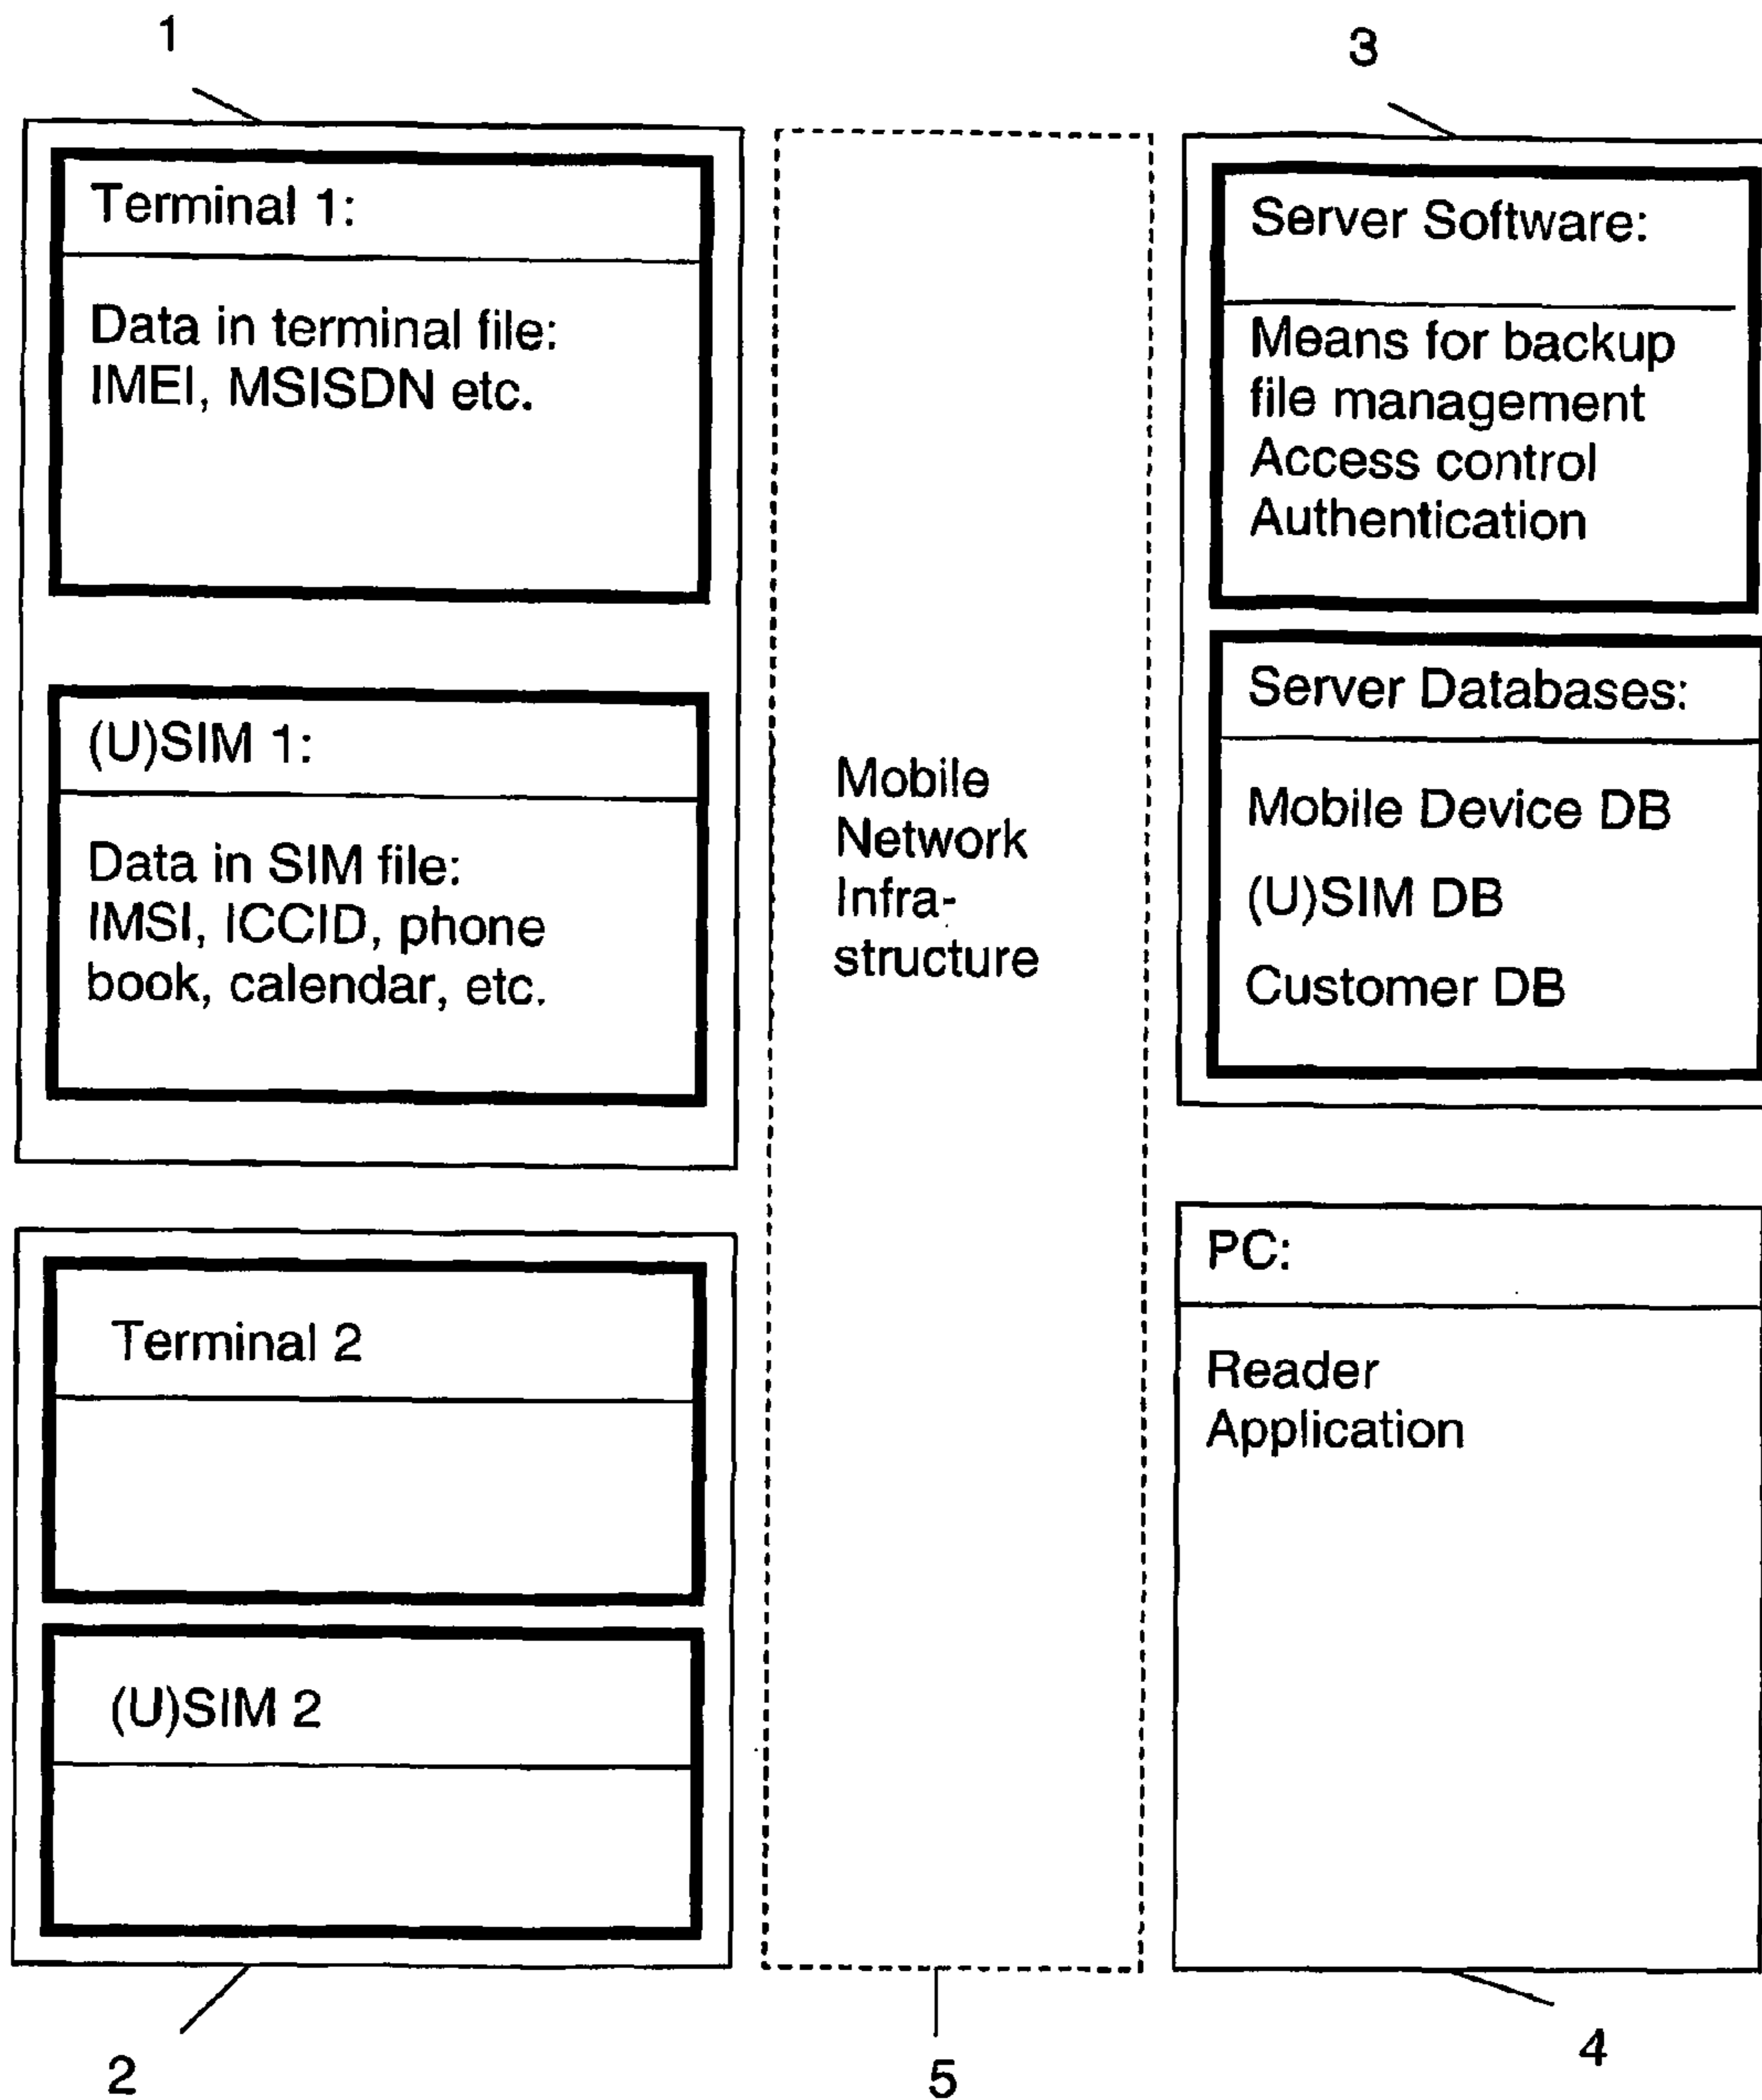 1
3
Terminal 1:
Data in terminal file:
IMEI, MSISDN etc.
(U)SIM 1:
Data in SIM file:
IMSI, ICCID, phone
book, calendar, etc.
Terminal 2
(U)SIM 2
Mobile
Network
Infra-
structure
Server Software:
Means for backup
file management
Access control
Authentication
Server Databases:
Mobile Device DB
(U)SIM DB
Customer DB
PC:
Reader
Application
2
5
4